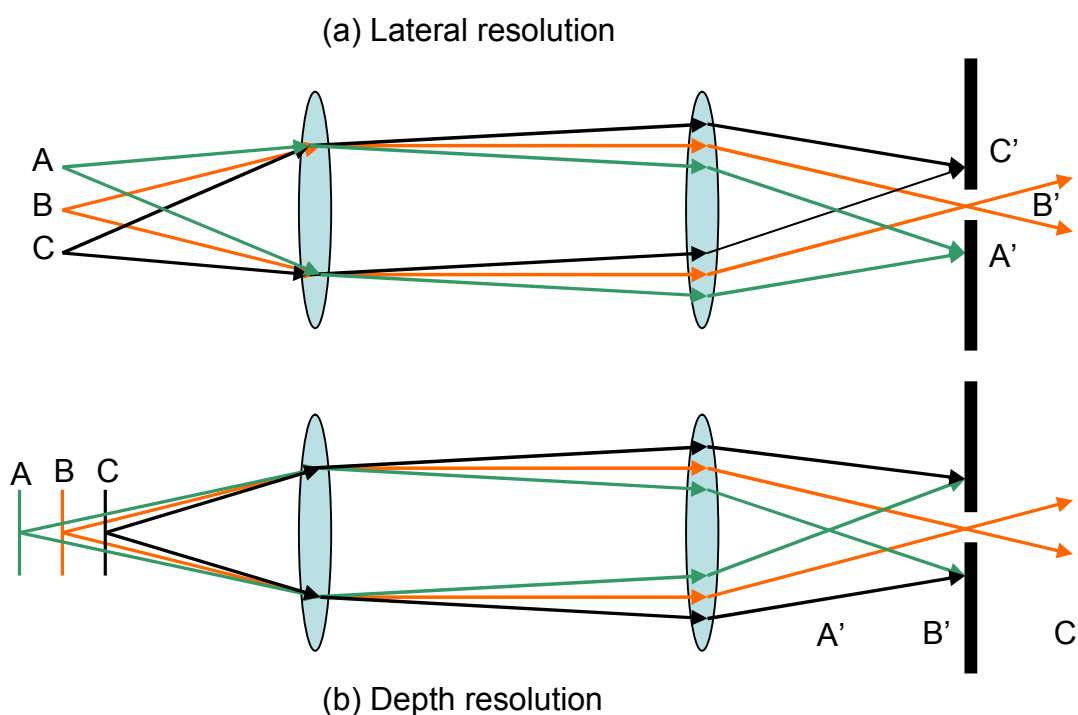 (a) Lateral resolution
A
B
C
C’
B’
A’
A B C
A’ B’ C
(b) Depth resolution